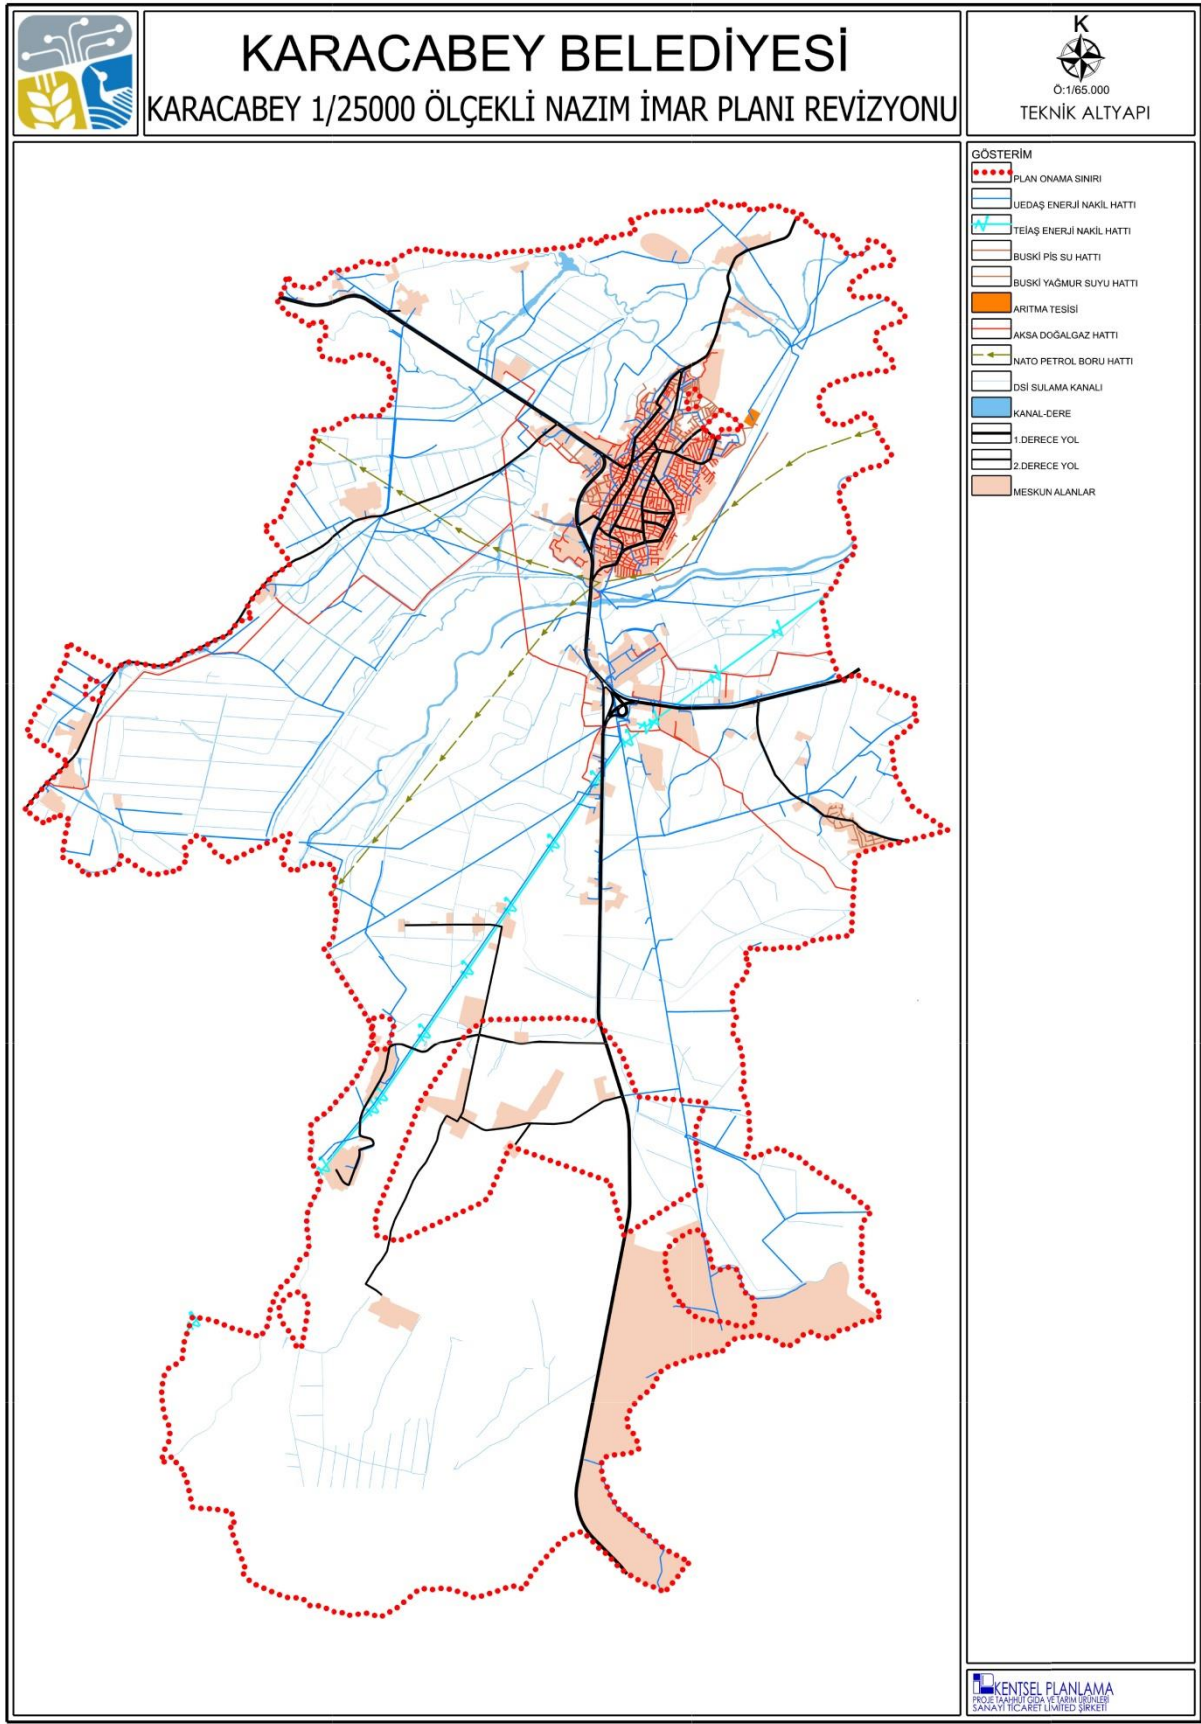 KARACABEY BELEDİYESİ
KARACABEY 1/25000 ÖLÇEKLİ NAZIM İMAR PLANI REVİZYONU
K
Ö:1/65.000
TEKNİK ALTYAPI
GÖSTERİM
PLAN ONAMA SINIRI
UEDAŞ ENERJİ NAKİL HATTI
TEİAŞ ENERJİ NAKİL HATTI
BUSKİ PİS SU HATTI
BUSKİ YAĞMUR SUYU HATTI
ARITMA TESİSİ
AKSA DOĞALGAZ HATTI
NATO PETROL BORU HATTI
DSİ SULAMA KANALI
KANAL-DERE
1.DERECE YOL
2.DERECE YOL
MESKUN ALANLAR
KENTSEL PLANLAMA
PROJE TAAHHÜT GIDA VE TARIM ÜRÜNLERİ
SANAYİ TİCARET LİMİTED ŞİRKETİ